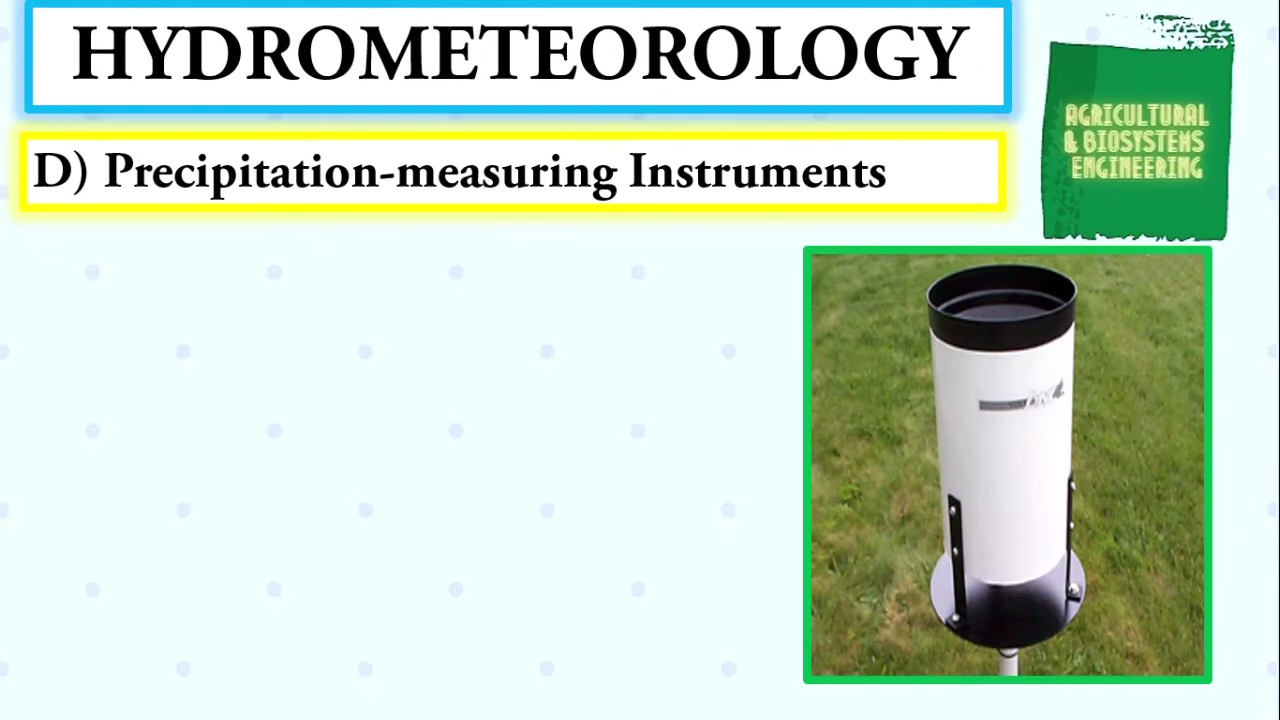 HYDROMETEOROLOGY
D) Precipitation-measuring Instruments
AGRICULTURAL
& BIOSYSTEMS
ENGINEERING